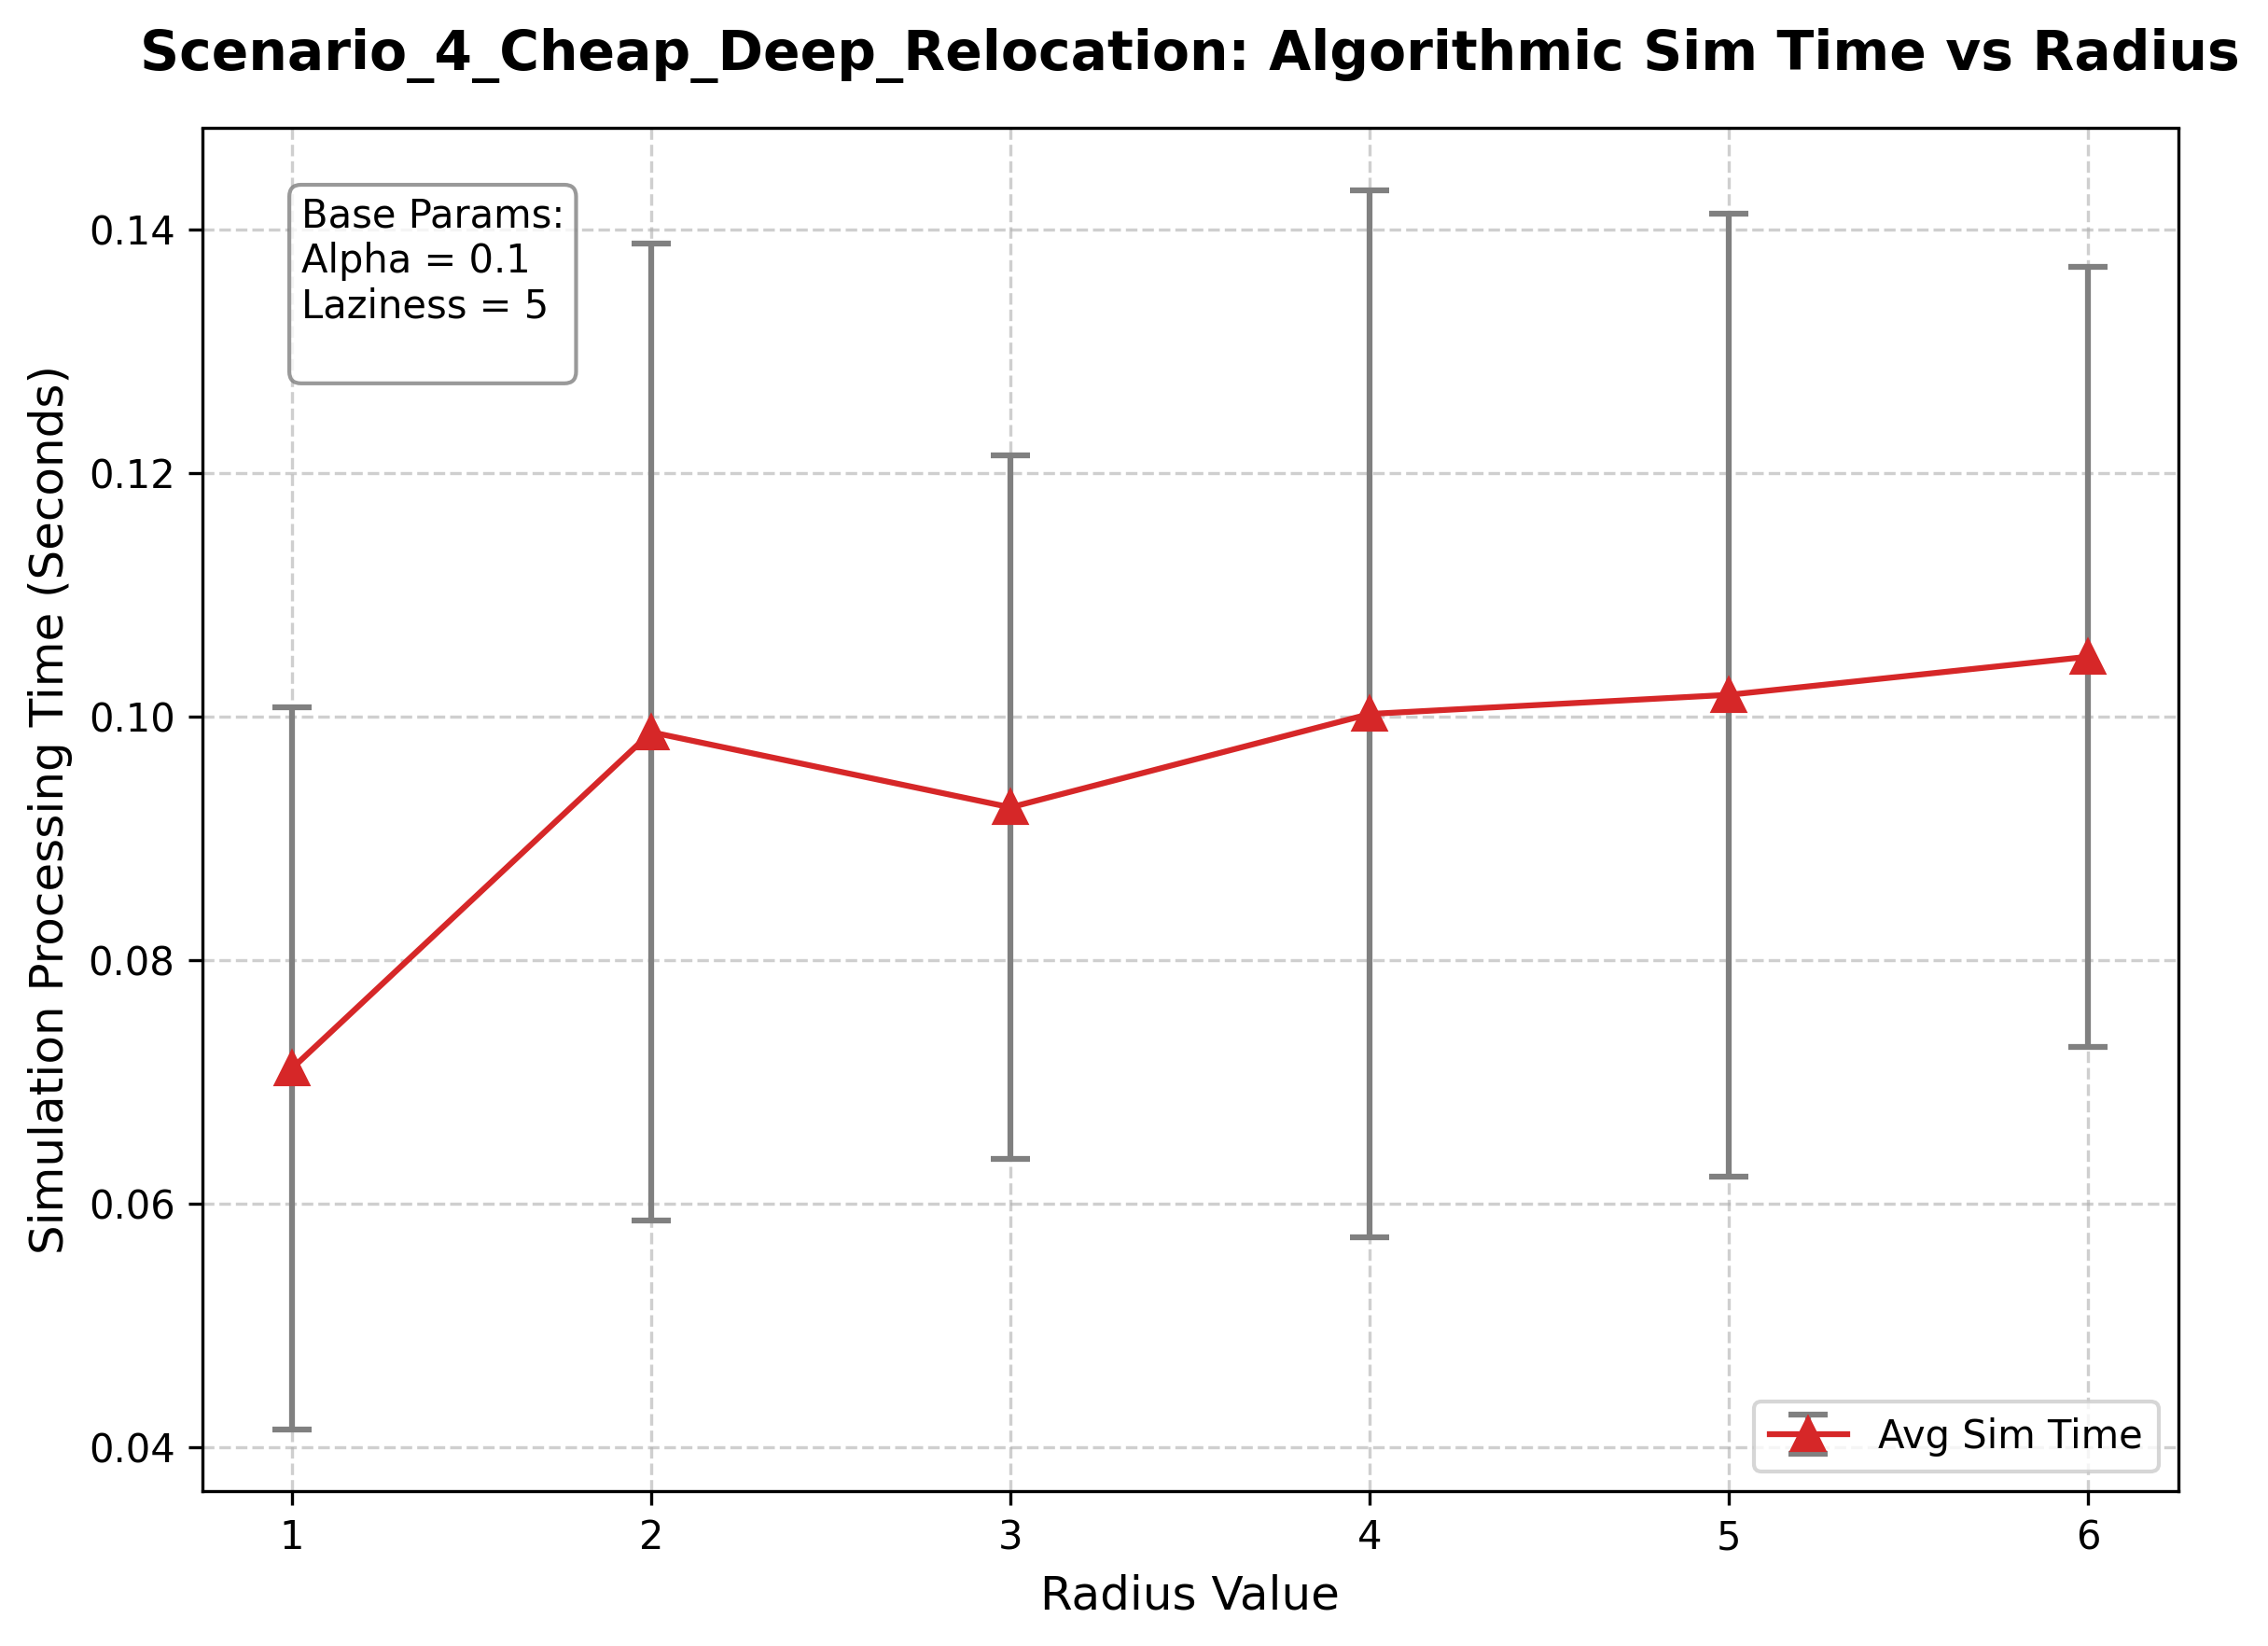 Scenario_4_Cheap_Deep_Relocation: Algorithmic Sim Time vs Radius
Base Params:
Alpha = 0.1
Laziness = 5
Simulation Processing Time (Seconds)
0.14
0.12
0.10
0.08
0.06
0.04
Avg Sim Time
1 2 3 4 5 6
Radius Value